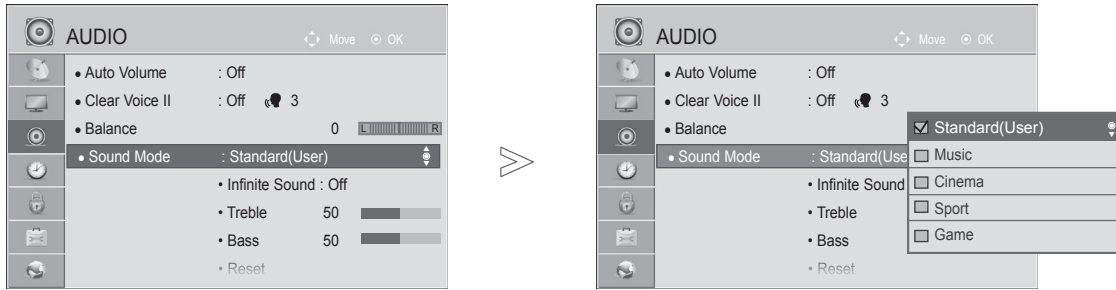 AUDIO
Move OK
• Auto Volume : Off
• Clear Voice II : Off 3
• Balance 0 L R
• Sound Mode : Standard(User)
• Infinite Sound : Off
• Treble 50
• Bass 50
• Reset
AUDIO
Move OK
• Auto Volume : Off
• Clear Voice II : Off 3
• Balance
• Sound Mode : Standard(Use
• Infinite Sound
• Treble
• Bass
• Reset
Standard(User)
Music
Cinema
Sport
Game